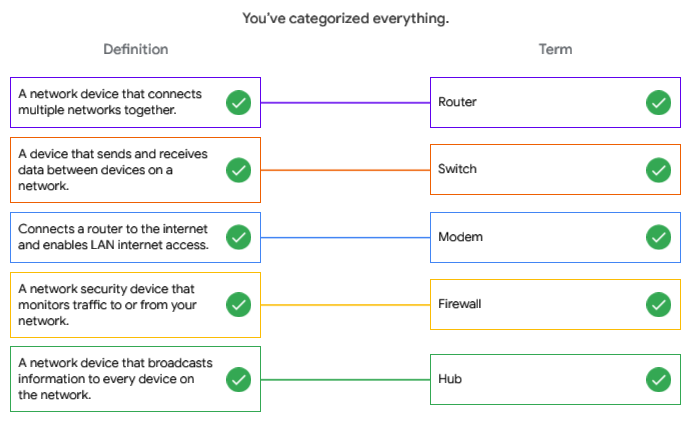 You've categorized everything.
Definition
Term
A network device that connects
multiple networks together.
Router
A device that sends and receives
data between devices on a
network.
Switch
Connects a router to the internet
and enables LAN internet access.
Modem
A network security device that
monitors traffic to or from your
network.
Firewall
A network device that broadcasts
information to every device on
the network.
Hub